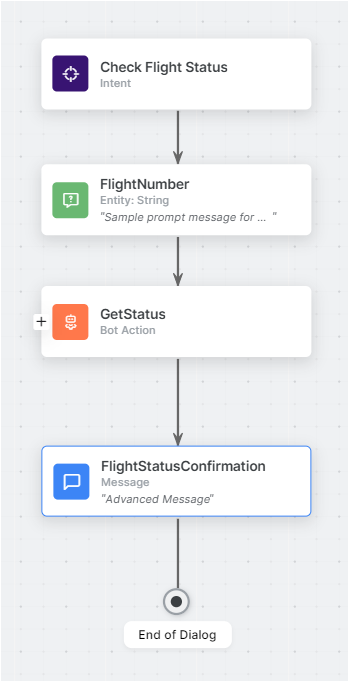 Check Flight Status
Intent
FlightNumber
Entity: String
"Sample prompt message for ... "
GetStatus
Bot Action
FlightStatusConfirmation
Message
"Advanced Message"
End of Dialog